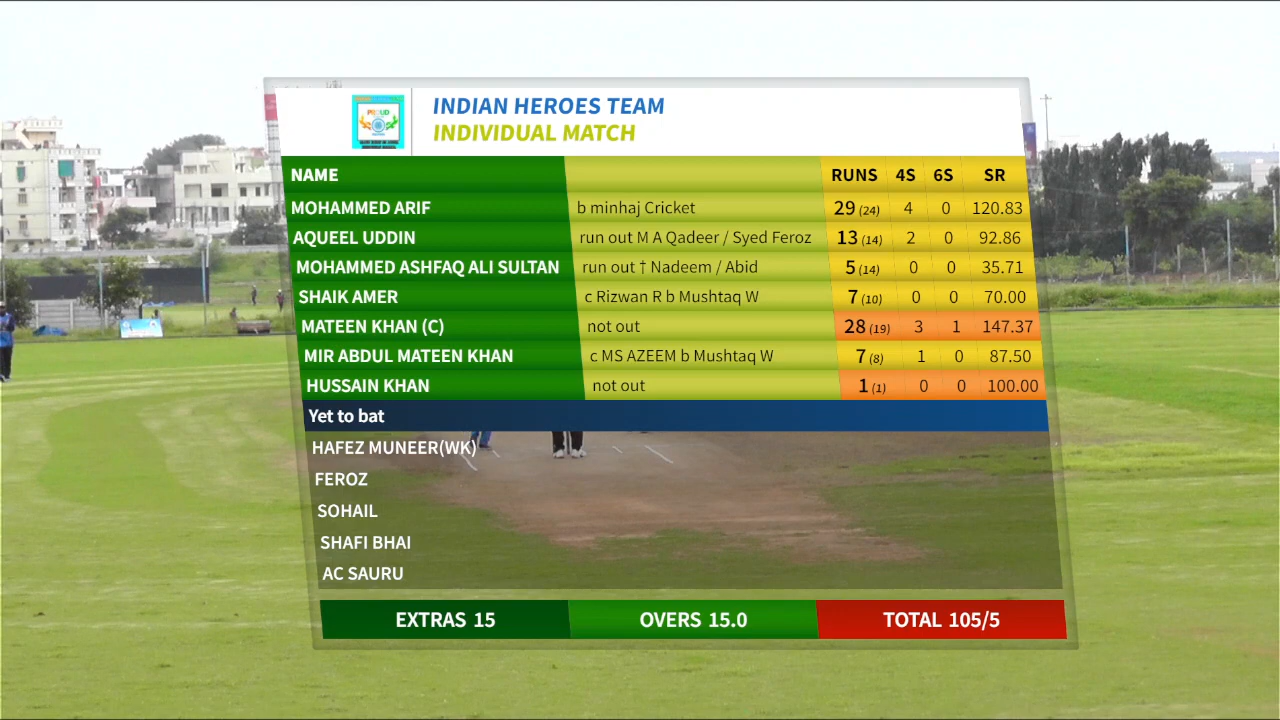 INDIAN HEROES TEAM
INDIVIDUAL MATCH
NAME RUNS 4S 6S SR
MOHAMMED ARIF b minhaj Cricket 29 (24) 4 0 120.83
AQUEEL UDDIN run out M A Qadeer / Syed Feroz 13 (14) 2 0 92.86
MOHAMMED ASHFAQ ALI SULTAN run out † Nadeem / Abid 5 (14) 0 0 35.71
SHAIK AMER c Rizwan R b Mushtaq W 7 (10) 0 0 70.00
MATEEN KHAN (C) not out 28 (19) 3 1 147.37
MIR ABDUL MATEEN KHAN c MS AZEEM b Mushtaq W 7 (8) 1 0 87.50
HUSSAIN KHAN not out 1 (1) 0 0 100.00
Yet to bat
HAFEZ MUNEER(WK)
FEROZ
SOHAIL
SHAFI BHAI
AC SAURU
EXTRAS 15 OVERS 15.0 TOTAL 105/5